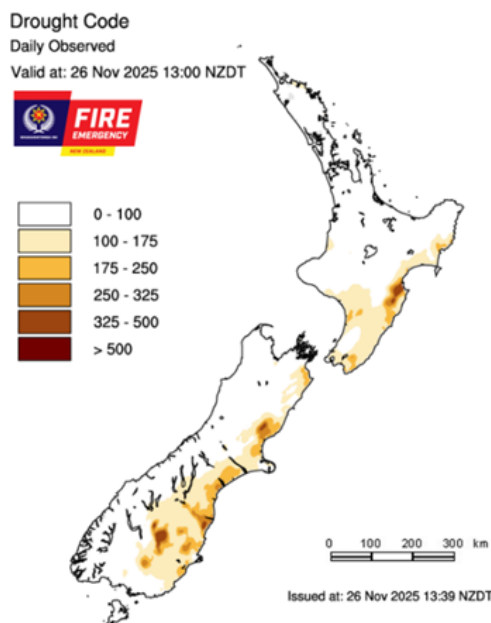 Drought Code
Daily Observed
Valid at: 26 Nov 2025 13:00 NZDT
FIRE
EMERGENCY
NEW ZEALAND
0 - 100
100 - 175
175 - 250
250 - 325
325 - 500
> 500
0 100 200 300 km
Issued at: 26 Nov 2025 13:39 NZDT